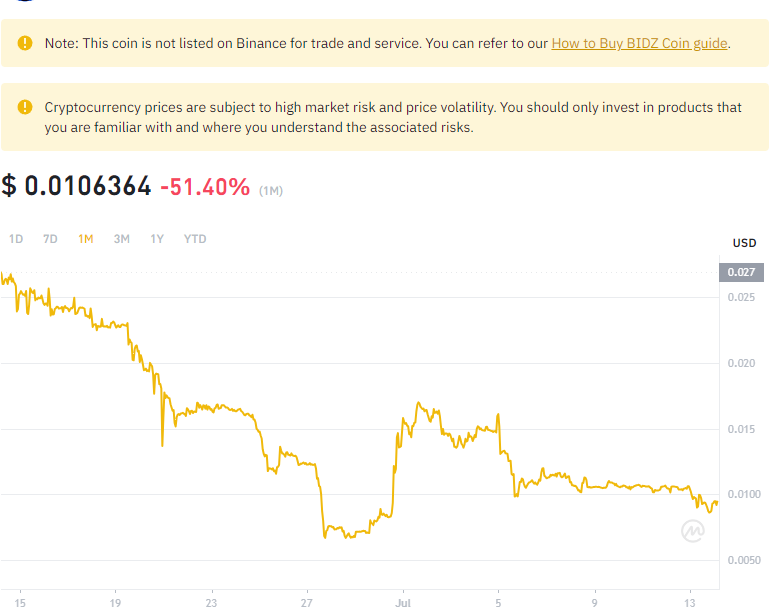 Note: This coin is not listed on Binance for trade and service. You can refer to our How to Buy BIDZ Coin guide.
Cryptocurrency prices are subject to high market risk and price volatility. You should only invest in products that
you are familiar with and where you understand the associated risks.
$ 0.0106364 -51.40% (1M)
1D 7D 1M 3M 1Y YTD
USD
0.027
0.025
0.020
0.015
0.0100
0.0050
15 19 23 27 Jul 5 9 13